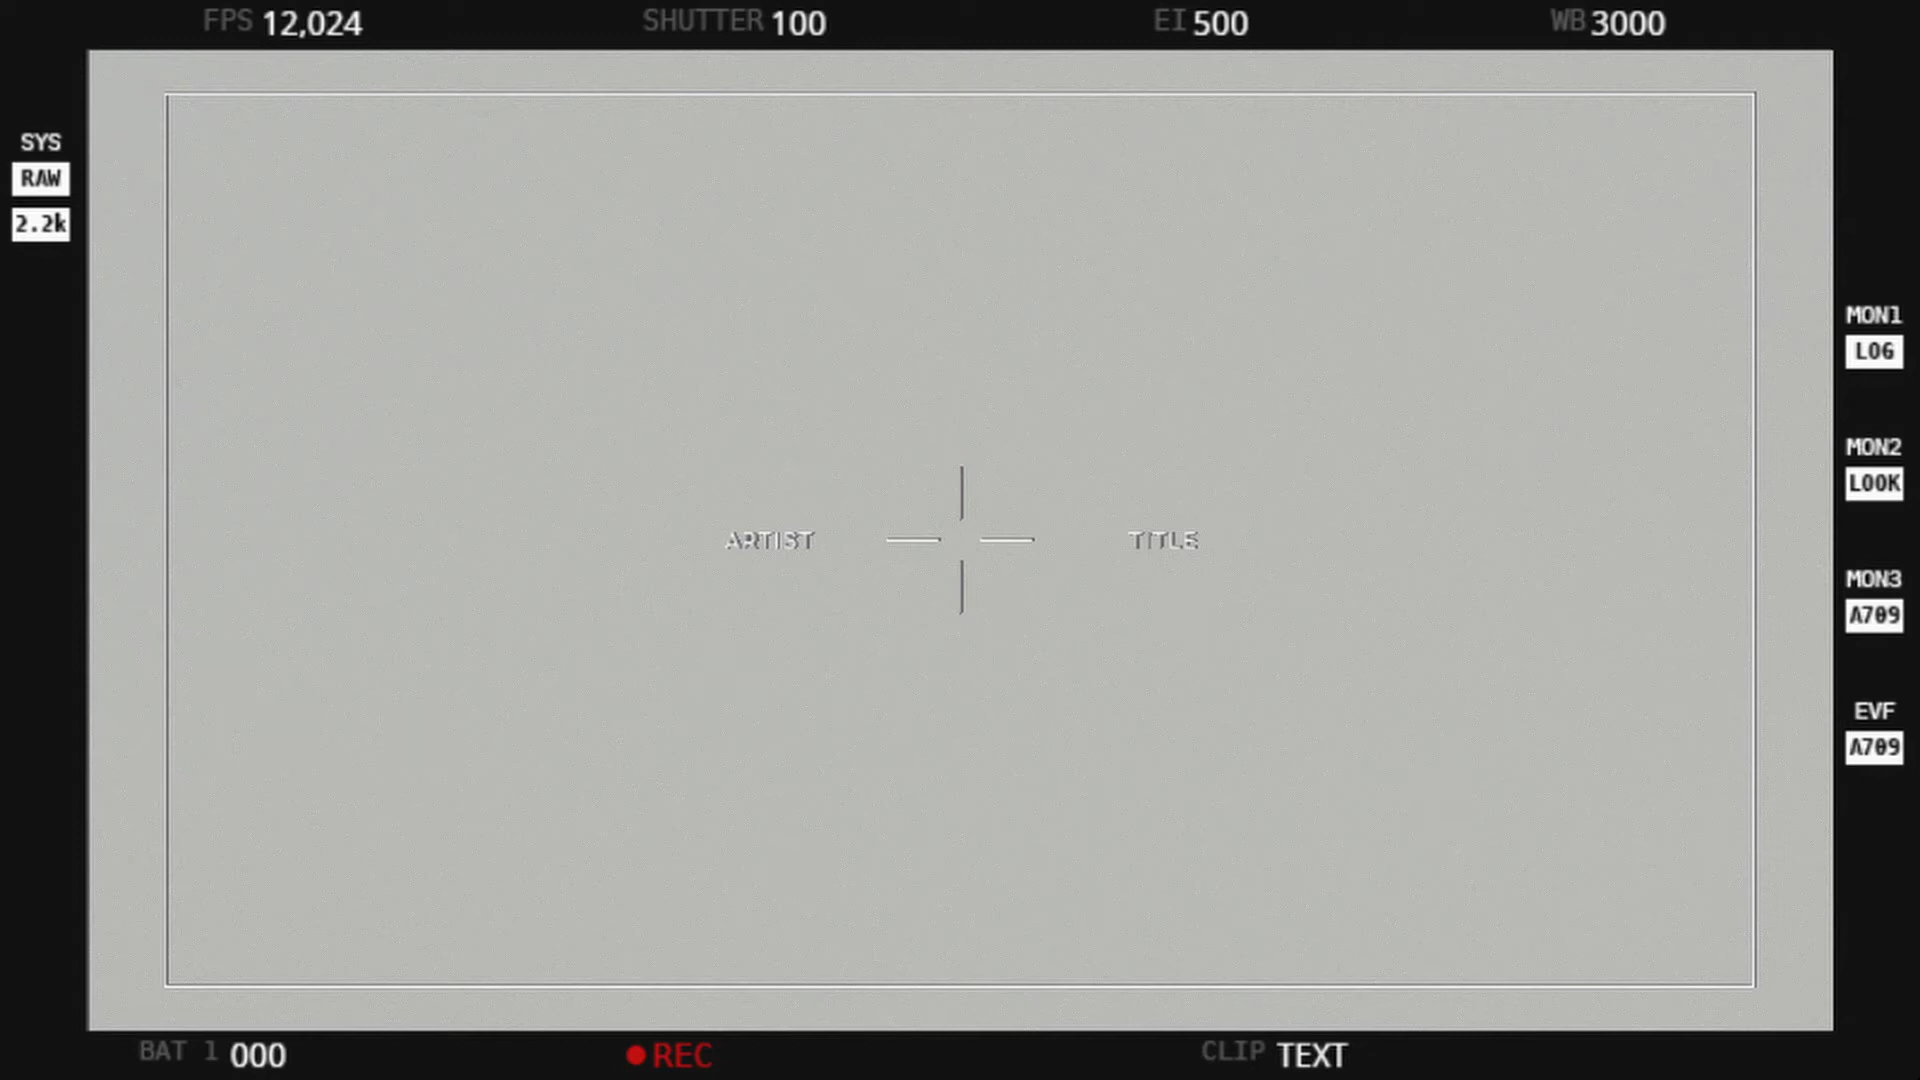 FPS 12,024 SHUTTER 100 EI 500 WB 3000
SYS
RAW
2.2k
MON1
LOG
MON2
LOOK
ARTIST TITLE
MON3
A709
EVF
A709
BAT 1 000 REC CLIP TEXT